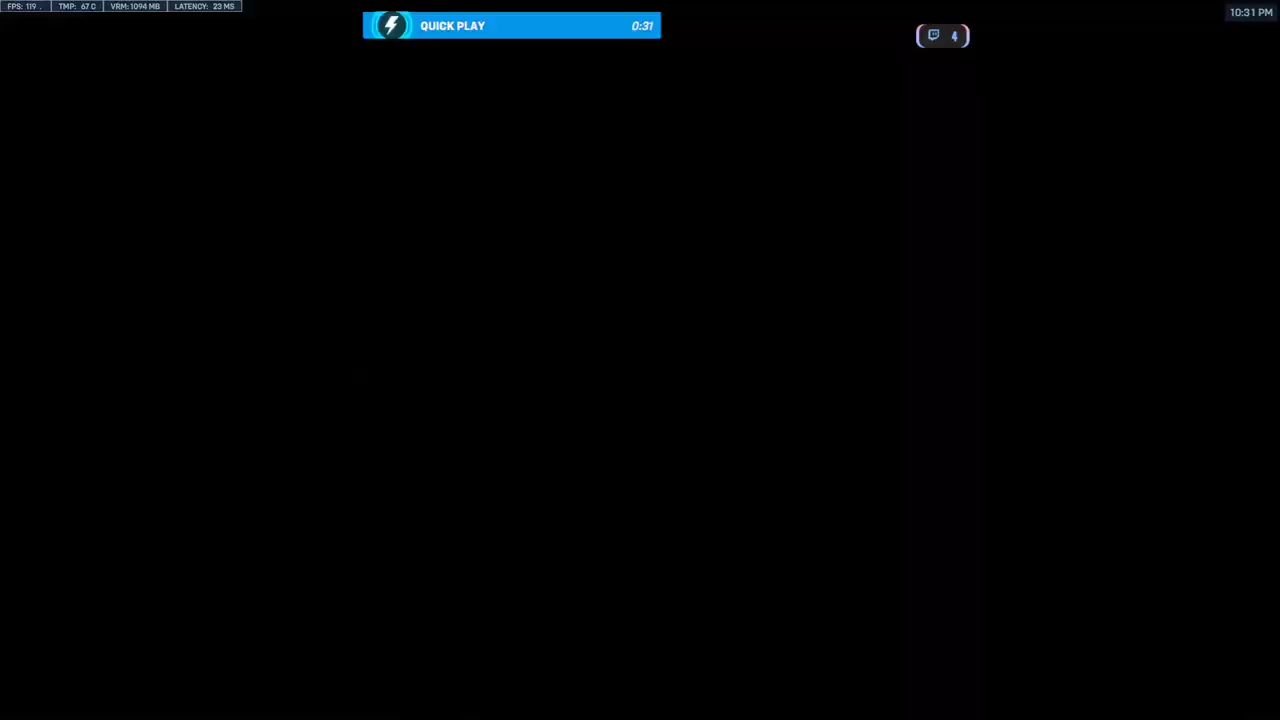 FPS: 119 . TMP: 67 C VRM: 1094 MB LATENCY: 23 MS
QUICK PLAY 0:31
4
10:31 PM